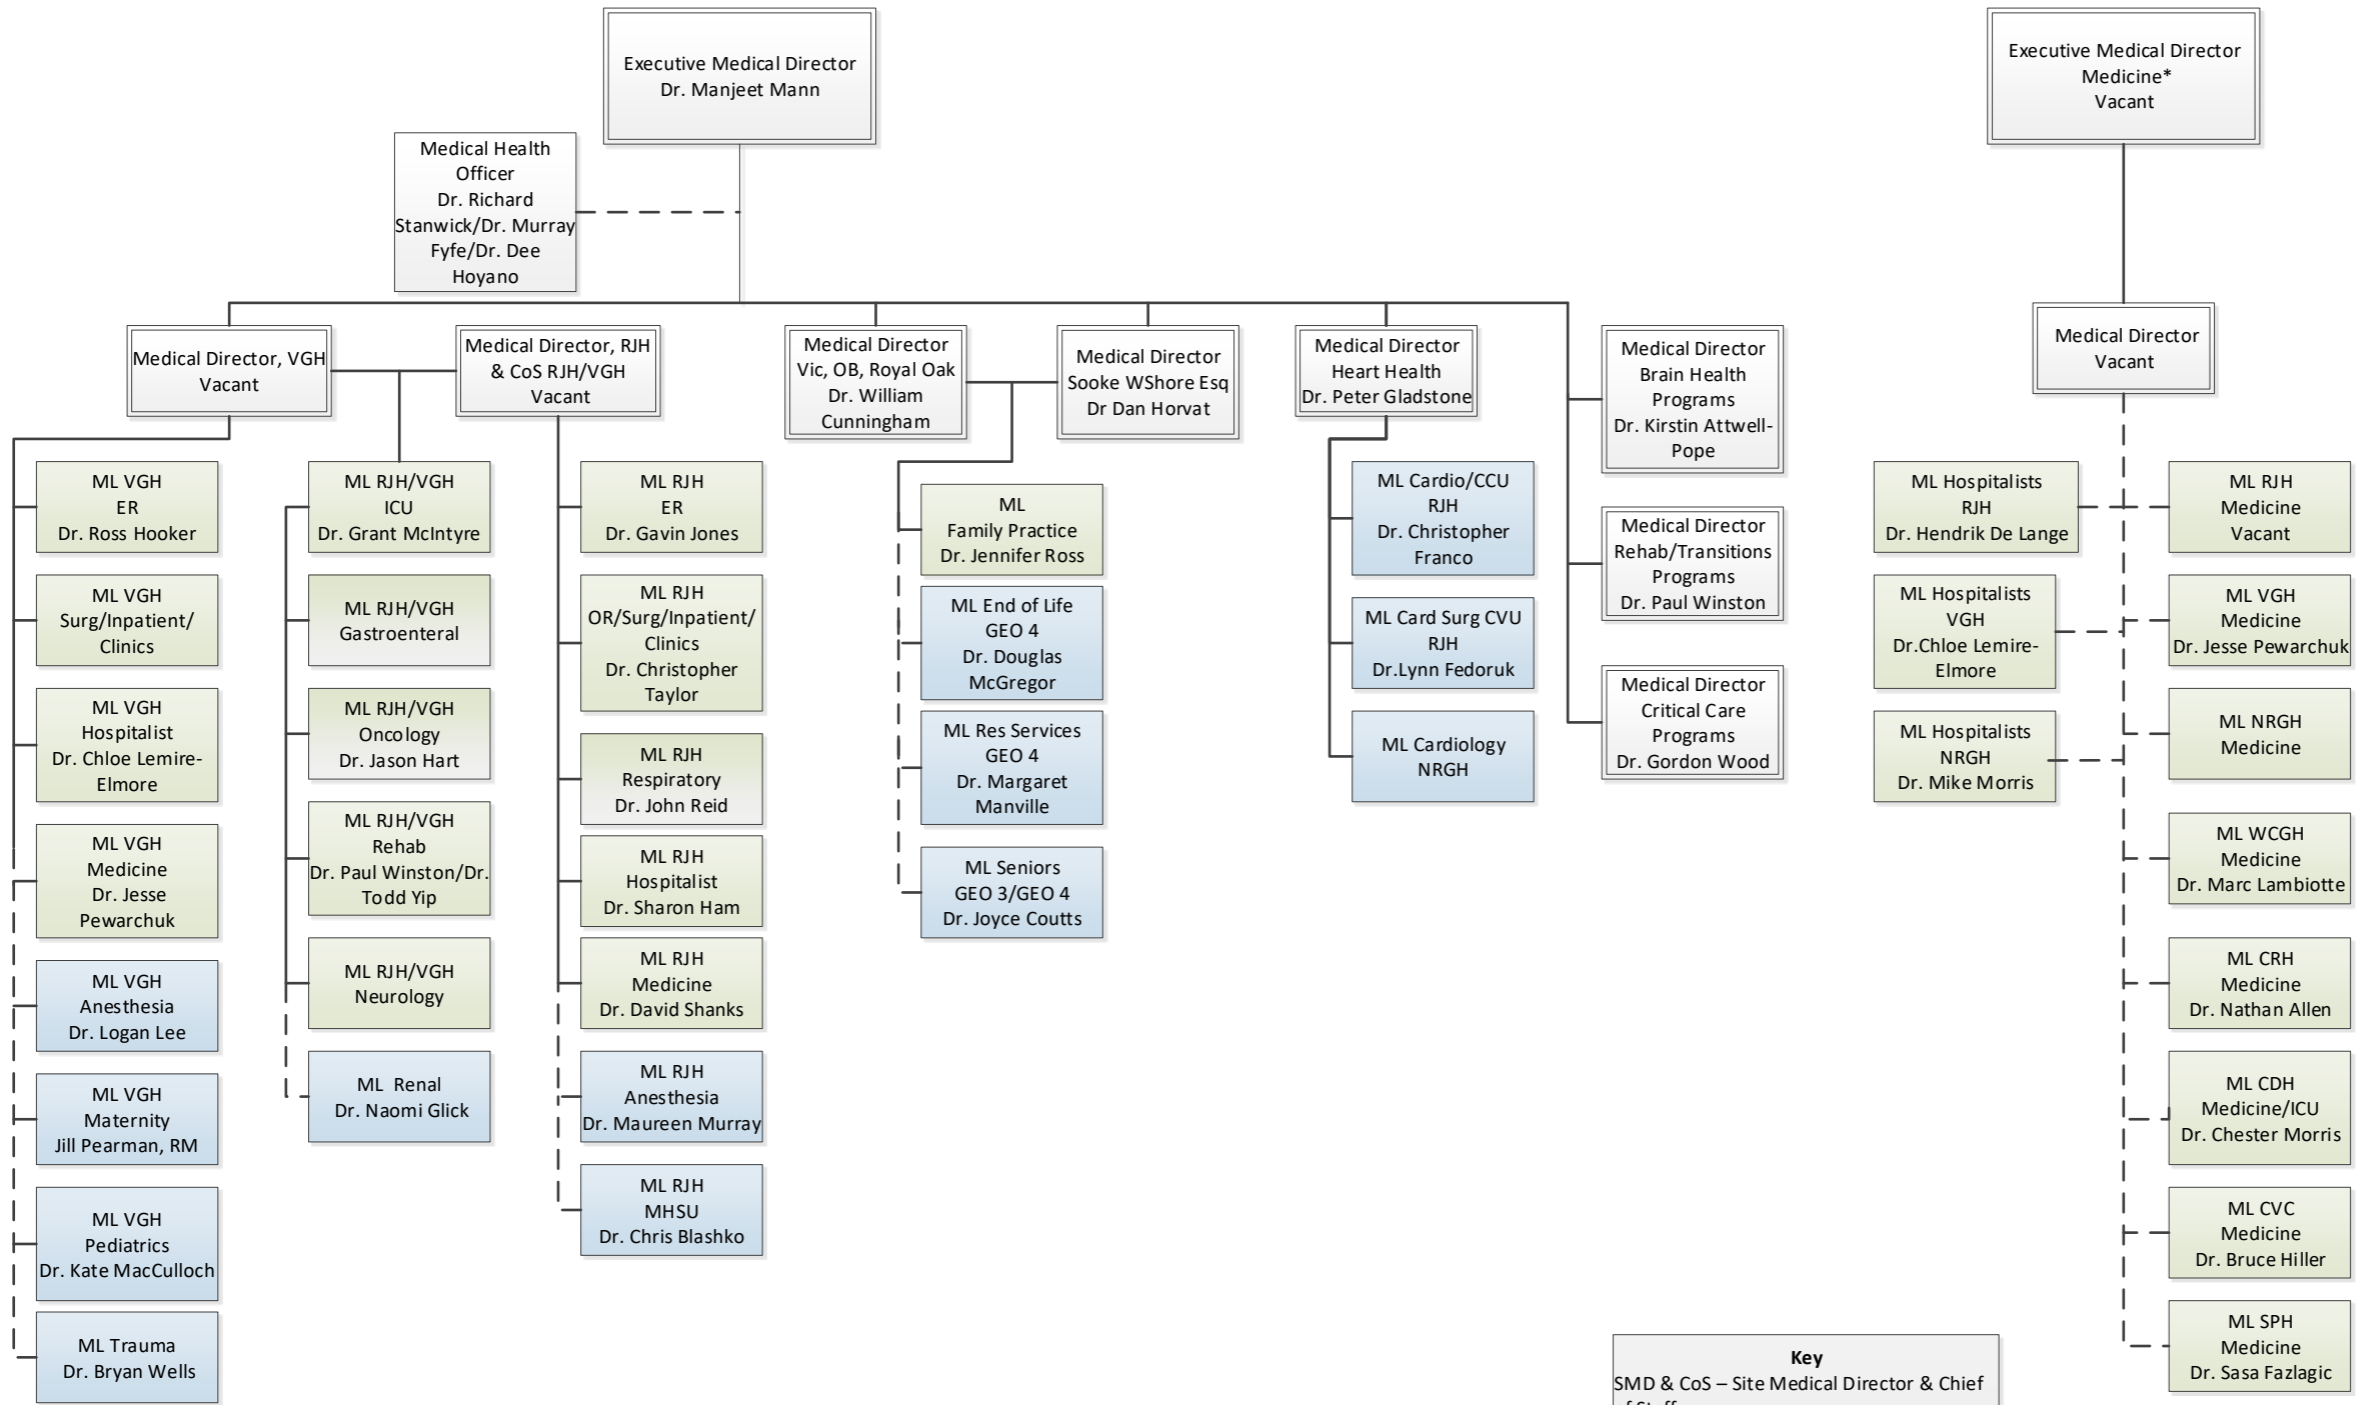 Executive Medical Director
Dr. Manjeet Mann
Executive Medical Director
Medicine*
Vacant
Medical Health
Officer
Dr. Richard
Stanwick/Dr. Murray
Fyfe/Dr. Dee
Hoyano
Medical Director, VGH
Vacant
Medical Director, RJH
& CoS RJH/VGH
Vacant
Medical Director
Vic, OB, Royal Oak
Dr. William
Cunningham
Medical Director
Sooke WShore Esq
Dr Dan Horvat
Medical Director
Heart Health
Dr. Peter Gladstone
Medical Director
Brain Health
Programs
Dr. Kirstin Attwell-
Pope
Medical Director
Rehab/Transitions
Programs
Dr. Paul Winston
Medical Director
Critical Care
Programs
Dr. Gordon Wood
Medical Director
Vacant
ML VGH
ER
Dr. Ross Hooker
ML VGH
Surg/Inpatient/
Clinics
ML VGH
Hospitalist
Dr. Chloe Lemire-
Elmore
ML VGH
Medicine
Dr. Jesse
Pewarchuk
ML VGH
Anesthesia
Dr. Logan Lee
ML VGH
Maternity
Jill Pearman, RM
ML VGH
Pediatrics
Dr. Kate MacCulloch
ML Trauma
Dr. Bryan Wells
ML RJH/VGH
ICU
Dr. Grant McIntyre
ML RJH/VGH
Gastroenteral
ML RJH/VGH
Oncology
Dr. Jason Hart
ML RJH/VGH
Rehab
Dr. Paul Winston/Dr.
Todd Yip
ML RJH/VGH
Neurology
ML Renal
Dr. Naomi Glick
ML RJH
ER
Dr. Gavin Jones
ML RJH
OR/Surg/Inpatient/
Clinics
Dr. Christopher
Taylor
ML RJH
Respiratory
Dr. John Reid
ML RJH
Hospitalist
Dr. Sharon Ham
ML RJH
Medicine
Dr. David Shanks
ML RJH
Anesthesia
Dr. Maureen Murray
ML RJH
MHSU
Dr. Chris Blashko
ML
Family Practice
Dr. Jennifer Ross
ML End of Life
GEO 4
Dr. Douglas
McGregor
ML Res Services
GEO 4
Dr. Margaret
Manville
ML Seniors
GEO 3/GEO 4
Dr. Joyce Coutts
ML Cardio/CCU
RJH
Dr. Christopher
Franco
ML Card Surg CVU
RJH
Dr.Lynn Fedoruk
ML Cardiology
NRGH
ML Hospitalists
RJH
Dr. Hendrik De Lange
ML Hospitalists
VGH
Dr.Chloe Lemire-
Elmore
ML Hospitalists
NRGH
Dr. Mike Morris
ML RJH
Medicine
Vacant
ML VGH
Medicine
Dr. Jesse Pewarchuk
ML NRGH
Medicine
ML WCGH
Medicine
Dr. Marc Lambiotte
ML CRH
Medicine
Dr. Nathan Allen
ML CDH
Medicine/ICU
Dr. Chester Morris
ML CVC
Medicine
Dr. Bruce Hiller
ML SPH
Medicine
Dr. Sasa Fazlagic
Key
SMD & CoS – Site Medical Director & Chief